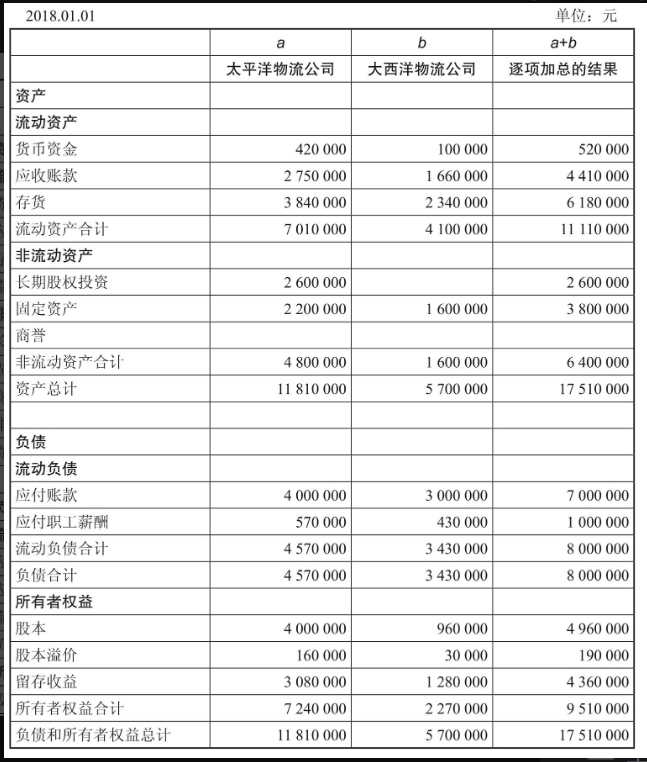 2018.01.01 单位：元
a b a+b
太平洋物流公司 大西洋物流公司 逐项加总的结果
资产
流动资产
货币资金 420 000 100 000 520 000
应收账款 2 750 000 1 660 000 4 410 000
存货 3 840 000 2 340 000 6 180 000
流动资产合计 7 010 000 4 100 000 11 110 000
非流动资产
长期股权投资 2 600 000 2 600 000
固定资产 2 200 000 1 600 000 3 800 000
商誉
非流动资产合计 4 800 000 1 600 000 6 400 000
资产总计 11 810 000 5 700 000 17 510 000
负债
流动负债
应付账款 4 000 000 3 000 000 7 000 000
应付职工薪酬 570 000 430 000 1 000 000
流动负债合计 4 570 000 3 430 000 8 000 000
负债合计 4 570 000 3 430 000 8 000 000
所有者权益
股本 4 000 000 960 000 4 960 000
股本溢价 160 000 30 000 190 000
留存收益 3 080 000 1 280 000 4 360 000
所有者权益合计 7 240 000 2 270 000 9 510 000
负债和所有者权益总计 11 810 000 5 700 000 17 510 000